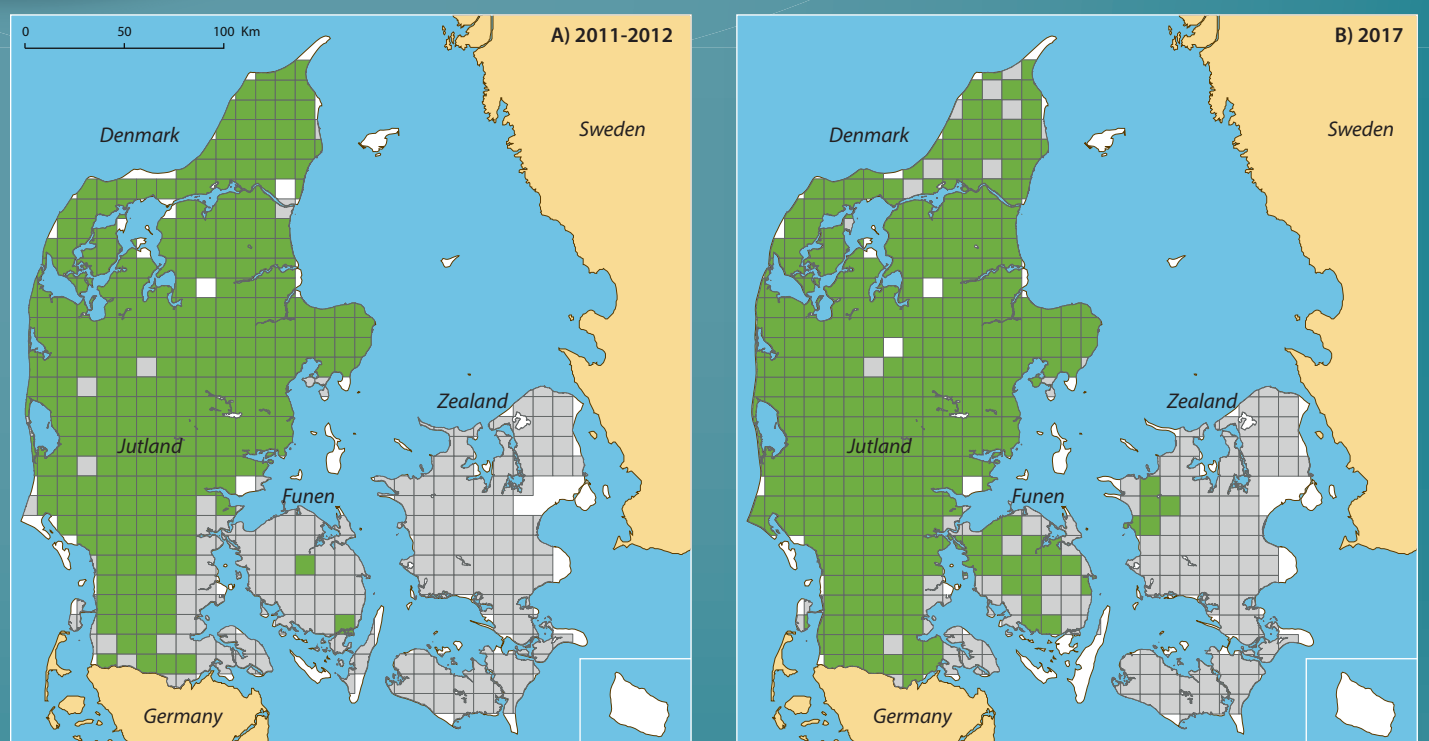 0 50 100 Km
A) 2011-2012
Denmark
Sweden
Zealand
Jutland
Funen
Germany
B) 2017
Denmark
Sweden
Zealand
Jutland
Funen
Germany